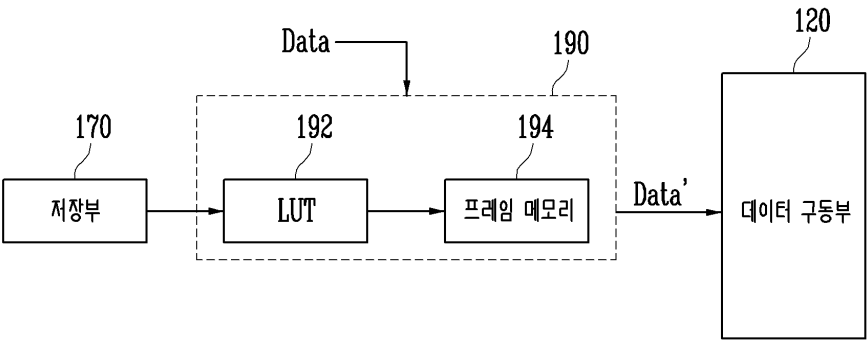 Data
190
120
170
192
194
저장부
LUT
프레임 메모리
Data'
데이터 구동부